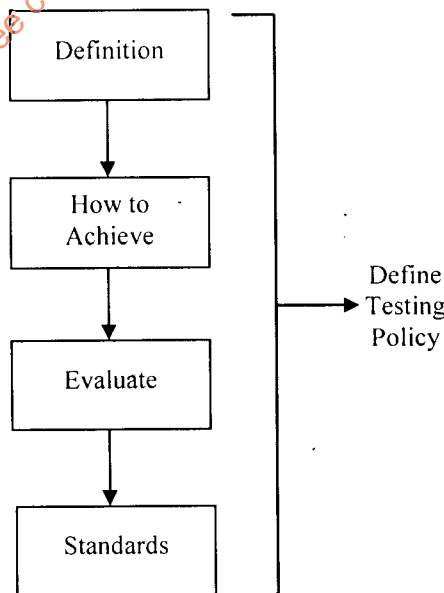 Definition
How to
Achieve
Evaluate
Standards
Define
Testing
Policy